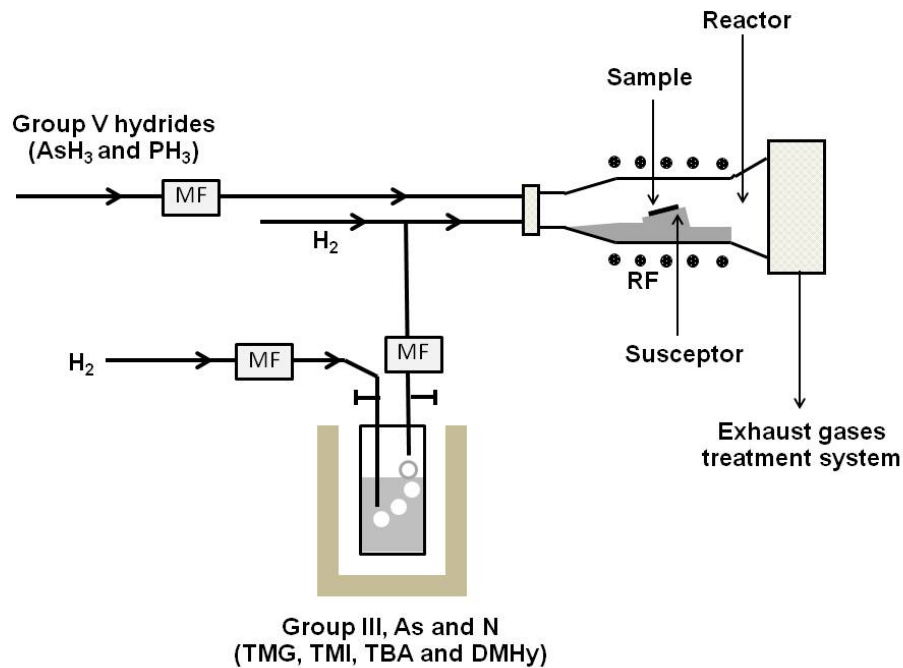 Reactor
Sample
Group V hydrides
(AsH₃ and PH₃)
MF
H₂
RF
H₂
MF
MF
Susceptor
Exhaust gases
treatment system
Group III, As and N
(TMG, TMI, TBA and DMHy)